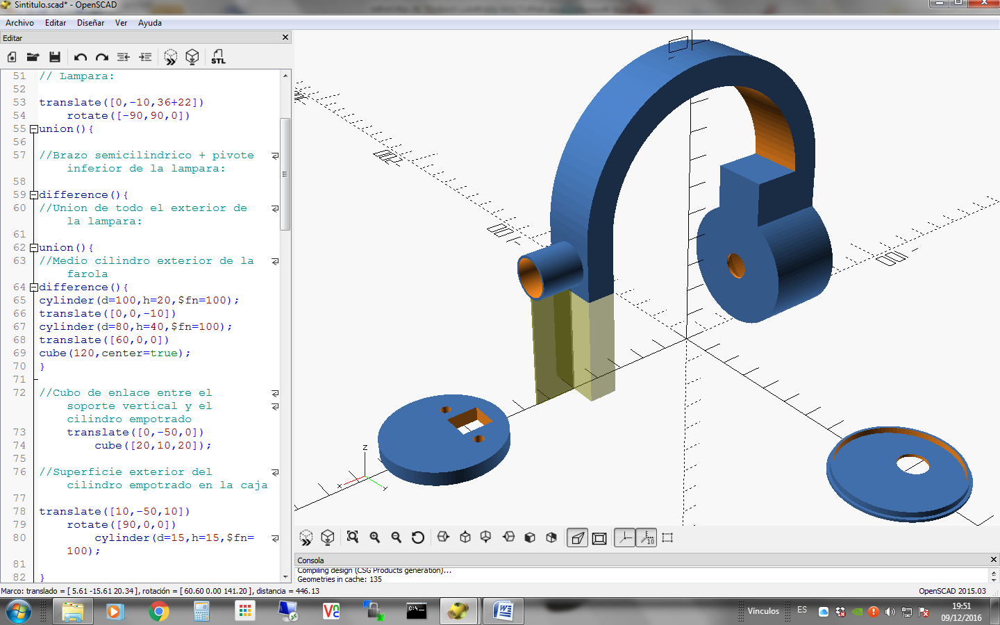 Sintitulo.scad* - OpenSCAD
Archivo Editar Diseñar Ver Ayuda
Editar
STL
51 // Lampara:
52
53 translate([0,-10,36+22])
54 rotate([-90,90,0])
55 union(){
56
57 //Brazo semicilindrico + pivote
inferior de la lampara:
58
59 difference(){
60 //Union de todo el exterior de
la lampara:
61
62 union(){
63 //Medio cilindro exterior de la
farola
64 difference(){
65 cylinder(d=100,h=20,$fn=100);
66 translate([0,0,-10])
67 cylinder(d=80,h=40,$fn=100);
68 translate([60,0,0])
69 cube(120,center=true);
70 }
71
72 //Cubo de enlace entre el
soporte vertical y el
cilindro empotrado
73 translate([0,-50,0])
74 cube([20,10,20]);
75
76 //Superficie exterior del
cilindro empotrado en la caja
77
78 translate([10,-50,10])
79 rotate([90,0,0])
80 cylinder(d=15,h=15,$fn=
100);
81
82 }
z
x
y
10
Consola
Compiling design (CSG Products generation)...
Geometries in cache: 135
Marco: translado = [ 5.61 -15.61 20.34 ], rotación = [ 60.60 0.00 141.20 ], distancia = 446.13
OpenSCAD 2015.03
Vínculos
ES
19:51
09/12/2016